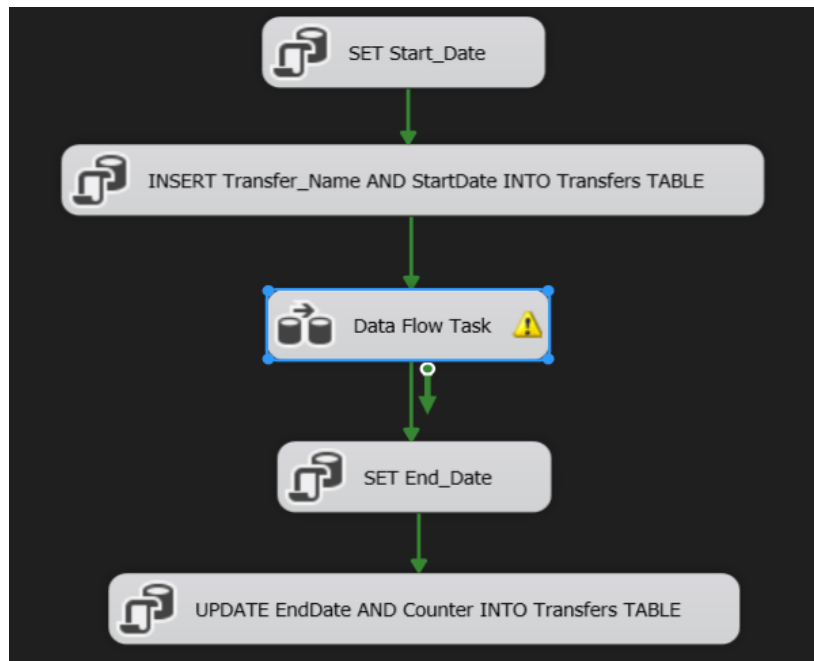 SET Start_Date
INSERT Transfer_Name AND StartDate INTO Transfers TABLE
Data Flow Task
SET End_Date
UPDATE EndDate AND Counter INTO Transfers TABLE